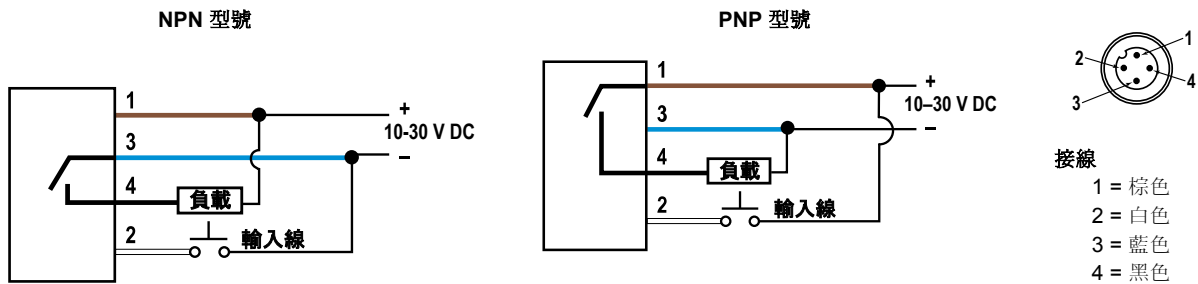 NPN 型號
1
+
10-30 V DC
3
–
4
負載
2
輸入線
PNP 型號
1
+
10–30 V DC
3
–
4
負載
2
輸入線
1
2
4
3
接線
1 = 棕色
2 = 白色
3 = 藍色
4 = 黑色